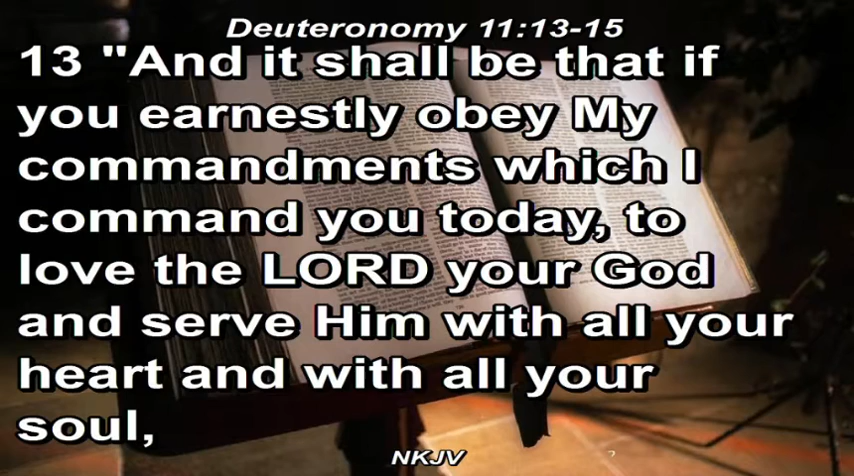 Deuteronomy 11:13-15
13 "And it shall be that if
you earnestly obey My
commandments which I
command you today, to
love the LORD your God
and serve Him with all your
heart and with all your
soul,
NKJV